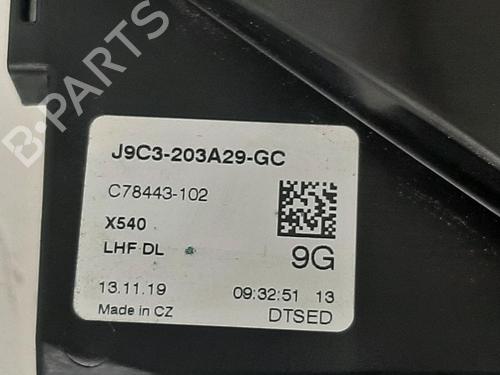 B-PARTS
J9C3-203A29-GC
C78443-102
X540
LHF DL
9G
13.11.19 09:32:51 13
Made in CZ DTSED